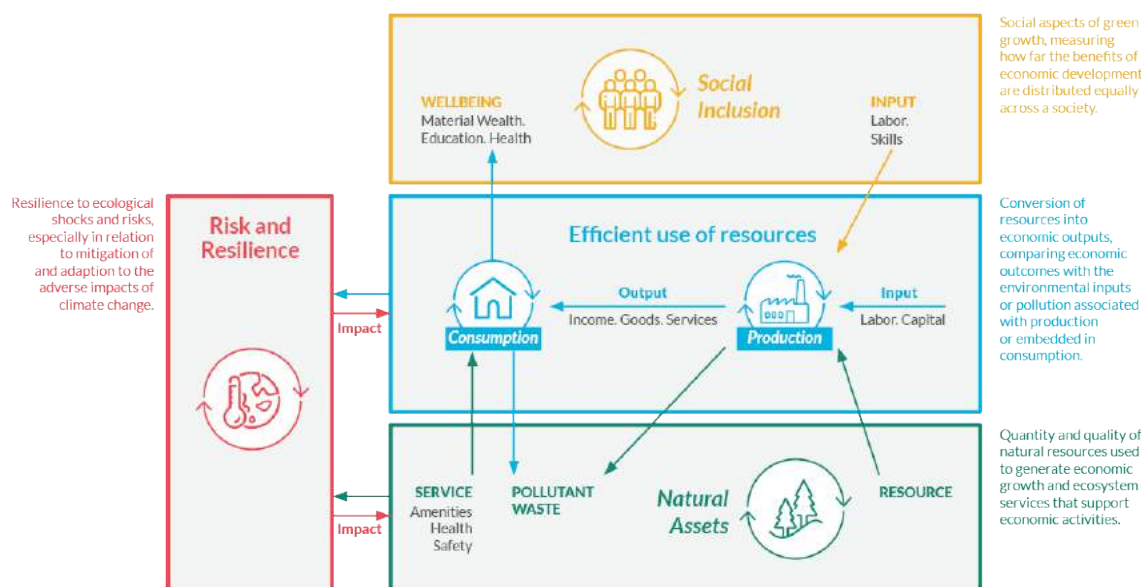 Social aspects of green
growth, measuring
how far the benefits of
economic development
are distributed equally
across a society.
Social
Inclusion
WELLBEING
Material Wealth.
Education. Health
INPUT
Labor.
Skills
Resilience to ecological
shocks and risks,
especially in relation
to mitigation of
and adaption to the
adverse impacts of
climate change.
Risk and
Resilience
Efficient use of resources
Conversion of
resources into
economic outputs,
comparing economic
outcomes with the
environmental inputs
or pollution associated
with production
or embedded in
consumption.
Output
Income. Goods. Services
Input
Labor. Capital
Consumption
Production
Impact
Quantity and quality of
natural resources used
to generate economic
growth and ecosystem
services that support
economic activities.
SERVICE
Amenities
Health
Safety
POLLUTANT
WASTE
Natural
Assets
RESOURCE
Impact